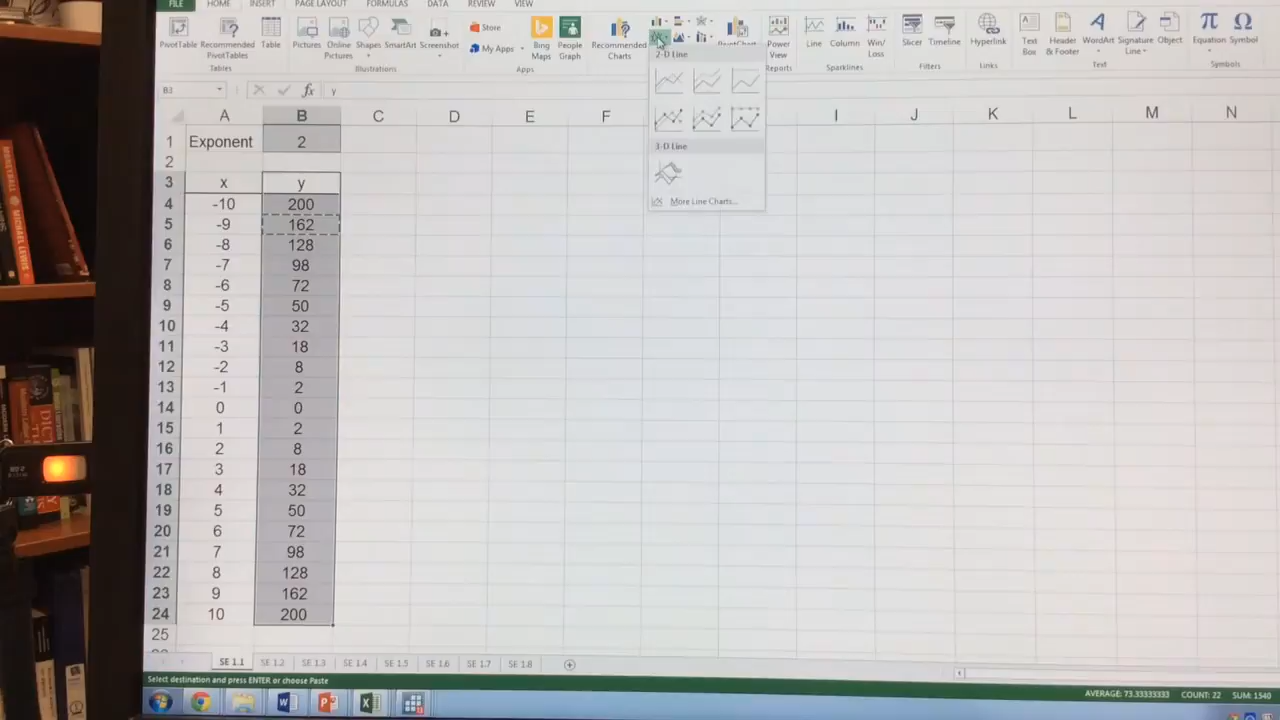 FILE HOME INSERT PAGE LAYOUT FORMULAS DATA REVIEW VIEW
PivotTable Recommended PivotTables Table Pictures Online Pictures Shapes SmartArt Screenshot Store My Apps Bing Maps People Graph Recommended Charts PivotChart Power View Line Column Win/Loss Slicer Timeline Hyperlink Text Box Header & Footer WordArt Signature Line Object Equation Symbol
Tables Illustrations Apps Reports Sparklines Filters Links Text Symbols
2-D Line
3-D Line
More Line Charts...
B3 fx y
A B C D E F I J K L M N
1 Exponent 2
2
3 x y
4 -10 200
5 -9 162
6 -8 128
7 -7 98
8 -6 72
9 -5 50
10 -4 32
11 -3 18
12 -2 8
13 -1 2
14 0 0
15 1 2
16 2 8
17 3 18
18 4 32
19 5 50
20 6 72
21 7 98
22 8 128
23 9 162
24 10 200
25
SE 1.1 SE 1.2 SE 1.3 SE 1.4 SE 1.5 SE 1.6 SE 1.7 SE 1.8
Select destination and press ENTER or choose Paste
AVERAGE: 73.33333333 COUNT: 22 SUM: 1540
MONEYBALL
MICHAEL LEWIS